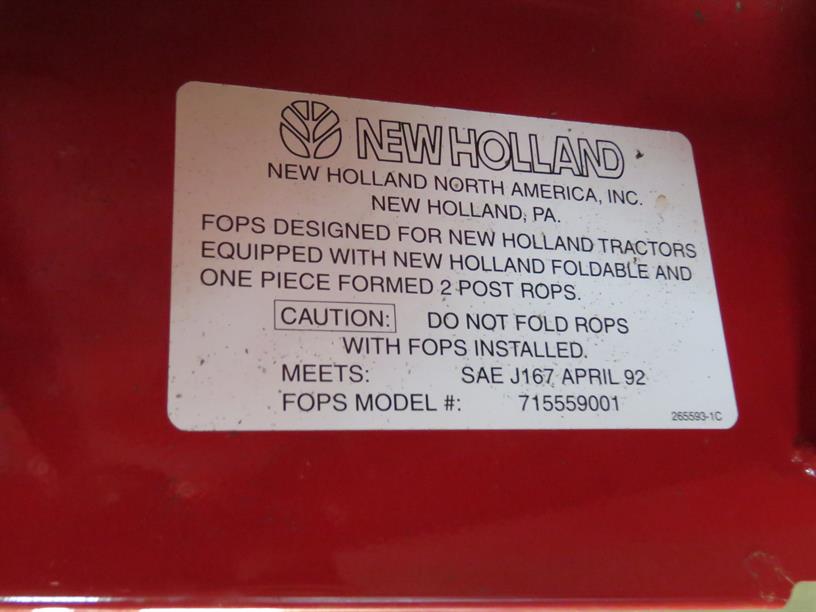 NEW HOLLAND
NEW HOLLAND NORTH AMERICA, INC.
NEW HOLLAND, PA.
FOPS DESIGNED FOR NEW HOLLAND TRACTORS
EQUIPPED WITH NEW HOLLAND FOLDABLE AND
ONE PIECE FORMED 2 POST ROPS.
CAUTION: DO NOT FOLD ROPS
WITH FOPS INSTALLED.
MEETS: SAE J167 APRIL 92
FOPS MODEL #: 715559001
265593-1C